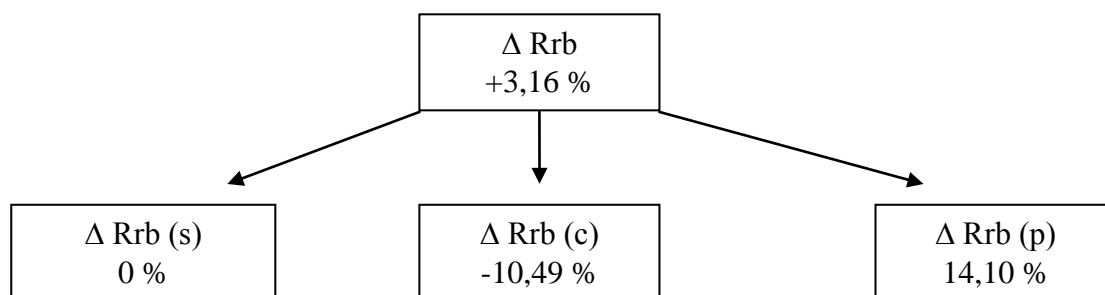 Δ Rrb
+3,16 %
Δ Rrb (s)
0 %
Δ Rrb (c)
-10,49 %
Δ Rrb (p)
14,10 %